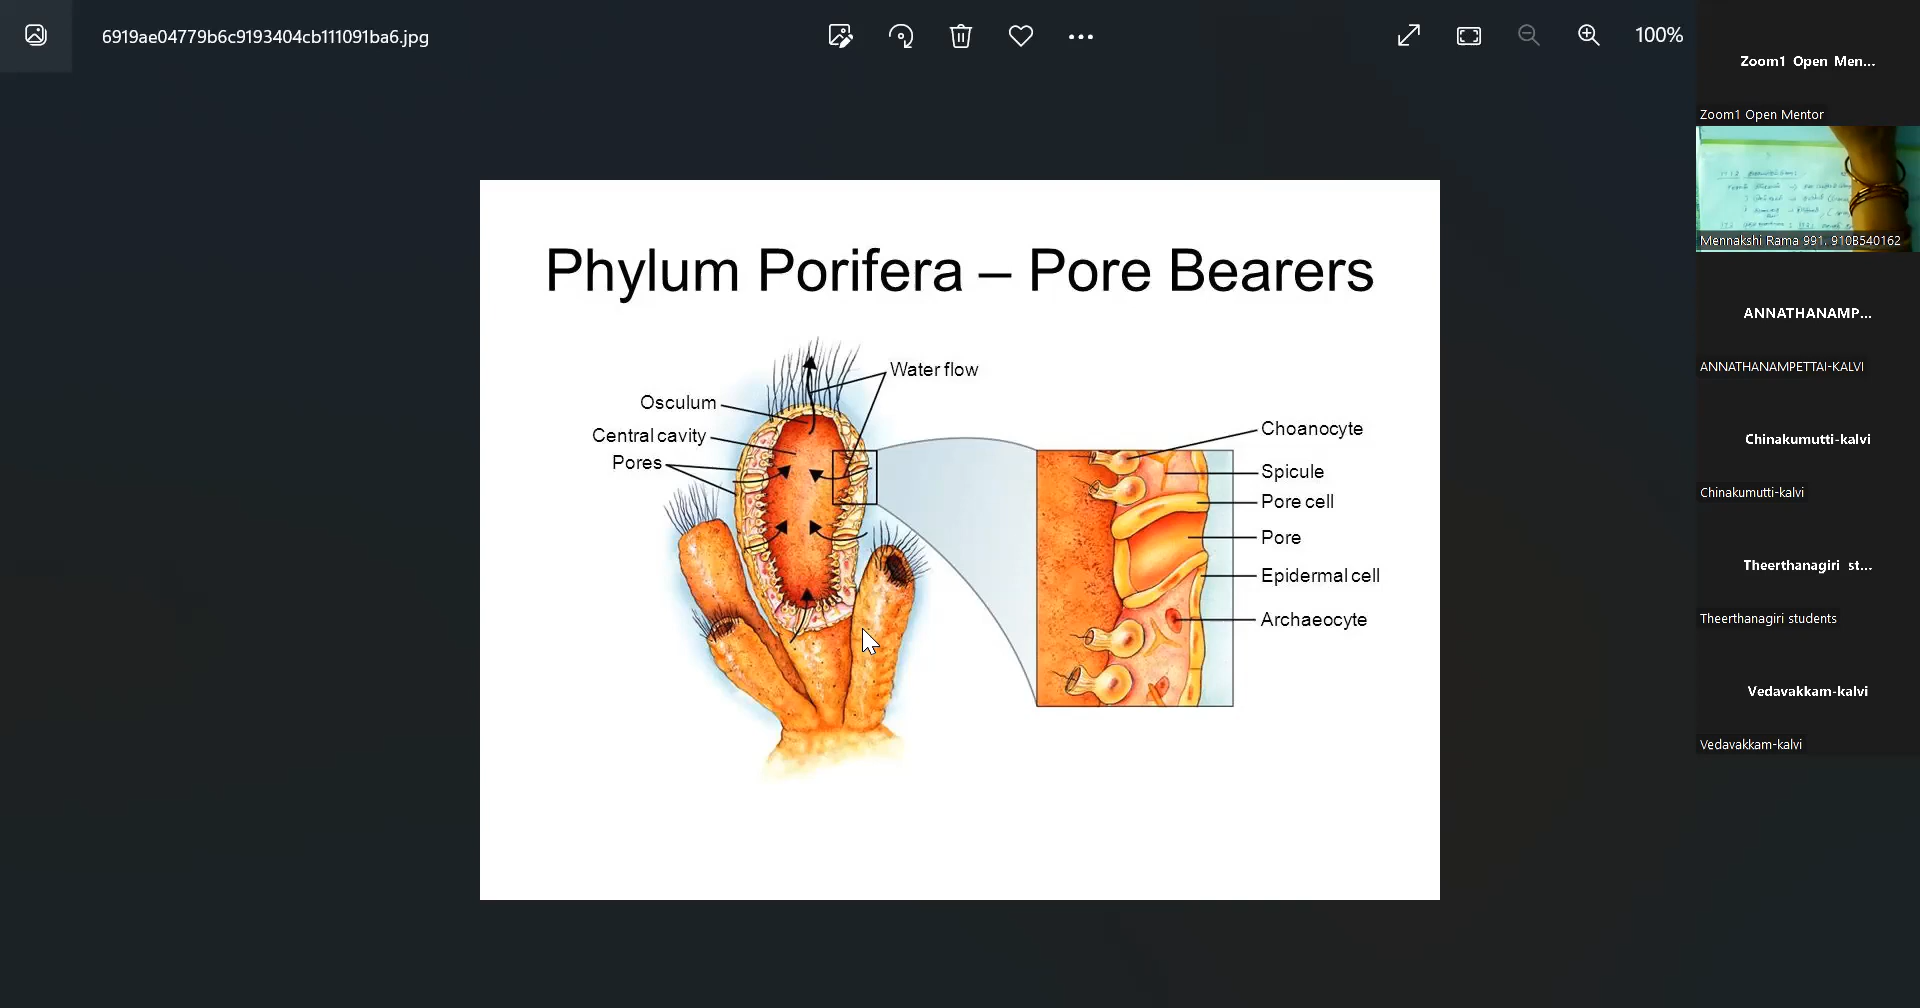 6919ae04779b6c9193404cb111091ba6.jpg
100%
Phylum Porifera – Pore Bearers
Water flow
Osculum
Central cavity
Pores
Choanocyte
Spicule
Pore cell
Pore
Epidermal cell
Archaeocyte
Zoom1 Open Men...
Zoom1 Open Mentor
Mennakshi Rama 991. 910B540162
ANNATHANAMP...
ANNATHANAMPETTAI-KALVI
Chinakumutti-kalvi
Chinakumutti-kalvi
Theerthanagiri st...
Theerthanagiri students
Vedavakkam-kalvi
Vedavakkam-kalvi